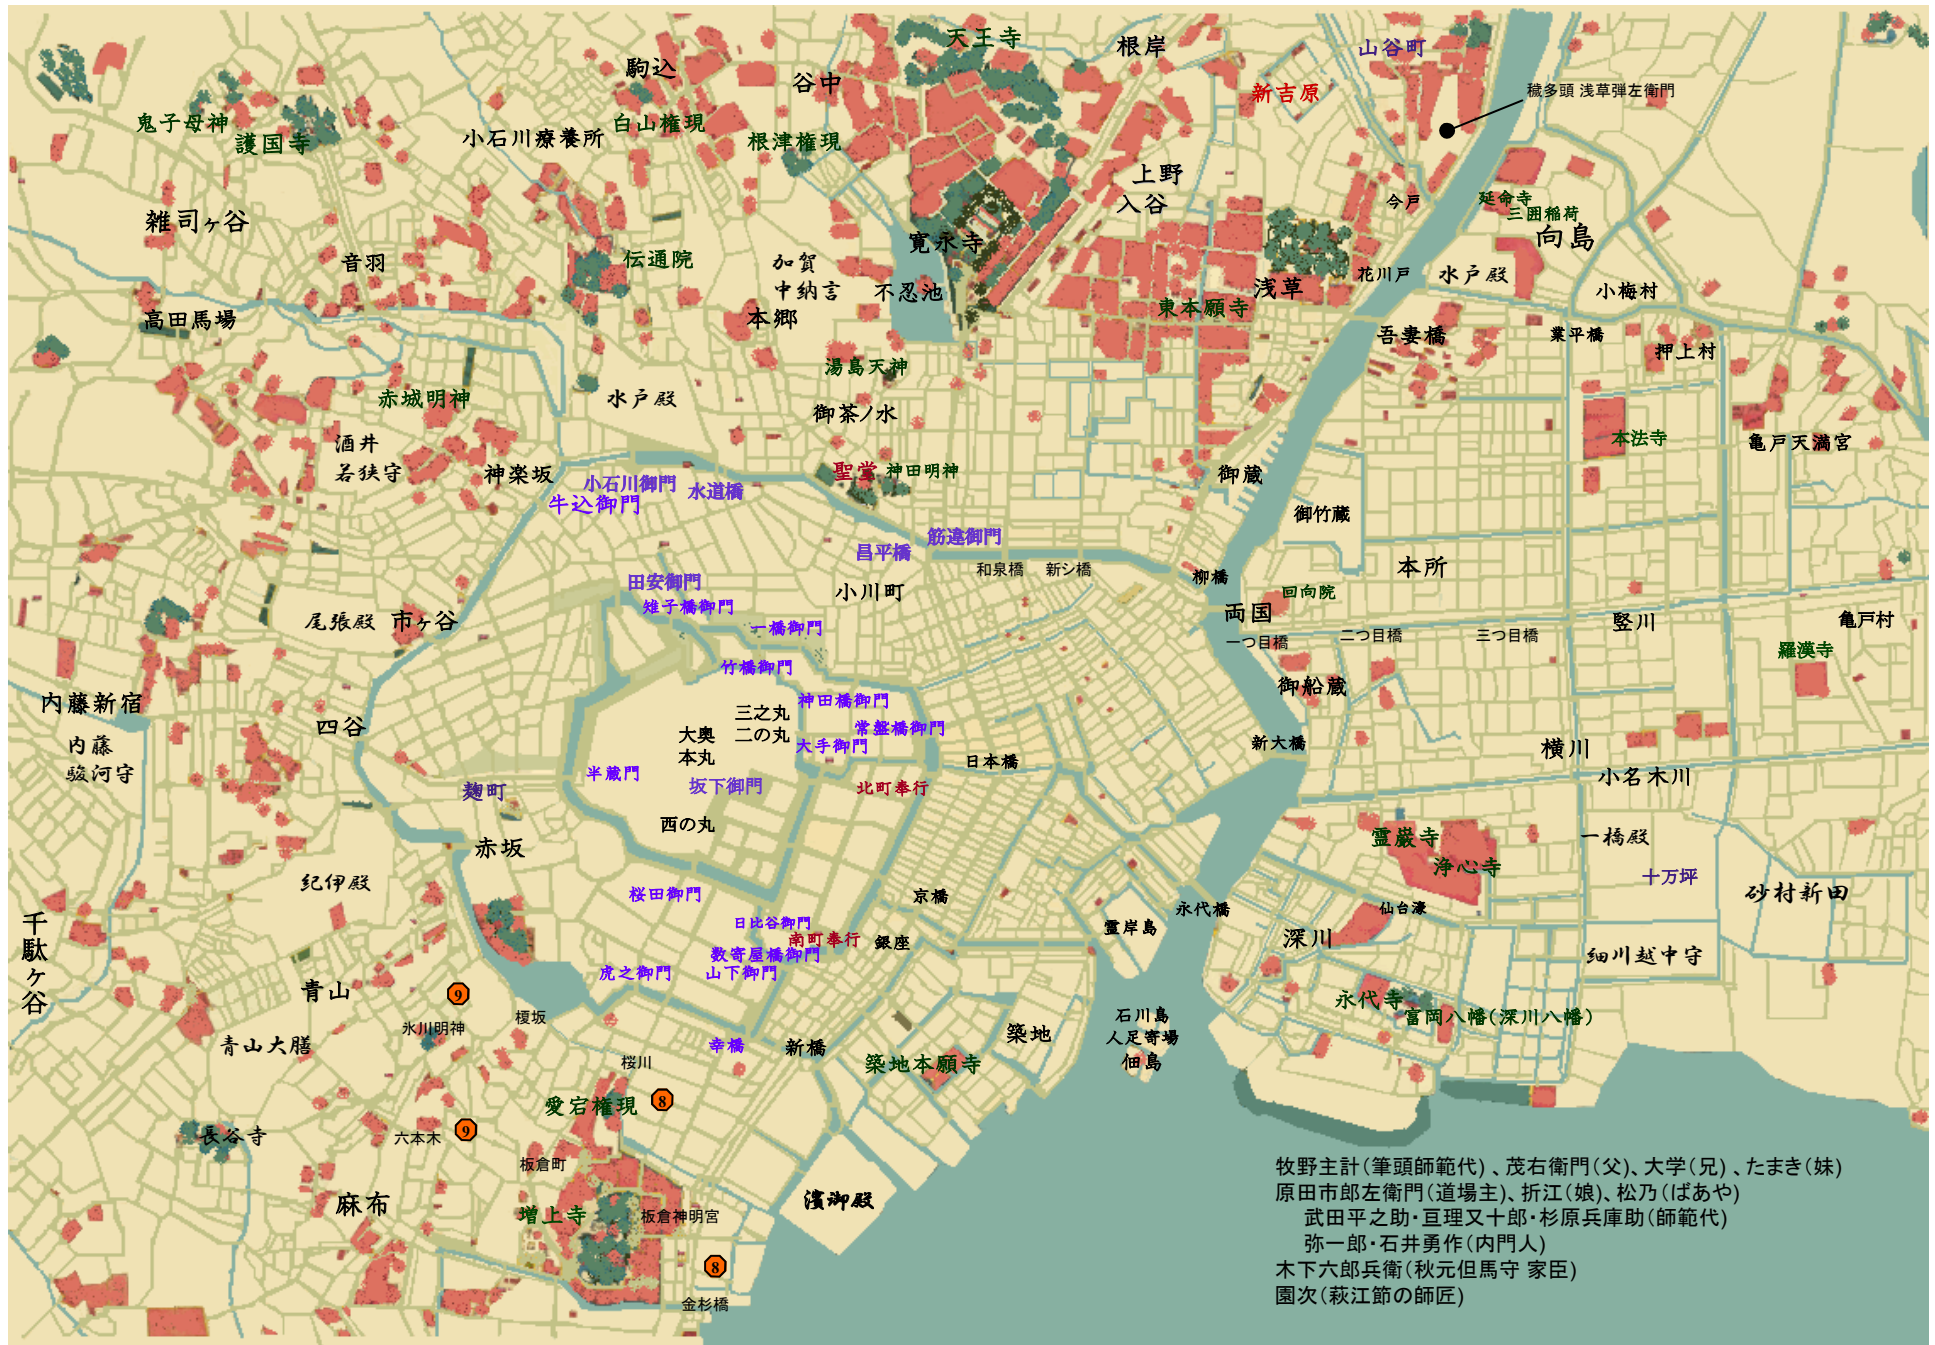 天王寺
根岸
山谷町
駒込
谷中
新吉原
穢多頭 浅草弾左衛門
鬼子母神
護国寺
小石川療養所
白山権現
根津権現
上野
入谷
今戸
延命寺
三囲稲荷
向島
雑司ヶ谷
音羽
伝通院
加賀
中納言
本郷
寛永寺
不忍池
東本願寺
浅草
花川戸
水戸殿
小梅村
高田馬場
吾妻橋
業平橋
押上村
湯島天神
赤城明神
水戸殿
御茶ノ水
本法寺
亀戸天満宮
酒井
若狭守
神楽坂
小石川御門
牛込御門
水道橋
聖堂
神田明神
御蔵
御竹蔵
昌平橋
筋違御門
和泉橋
新シ橋
柳橋
本所
田安御門
雉子橋御門
小川町
回向院
両国
尾張殿
市ヶ谷
一橋御門
一つ目橋
二つ目橋
三つ目橋
竪川
亀戸村
羅漢寺
竹橋御門
御船蔵
内藤新宿
四谷
神田橋御門
三之丸
二の丸
大奥
本丸
常盤橋御門
大手御門
新大橋
横川
内藤
駿河守
半蔵門
坂下御門
日本橋
北町奉行
小名木川
麹町
西の丸
赤坂
霊巌寺
浄心寺
一橋殿
十万坪
紀伊殿
桜田御門
京橋
永代橋
仙台濠
砂村新田
千駄ヶ谷
日比谷御門
南町奉行
銀座
霊岸島
深川
数寄屋橋御門
山下御門
虎之御門
細川越中守
青山
9
氷川明神
榎坂
永代寺
富岡八幡(深川八幡)
石川島
人足寄場
佃島
築地
青山大膳
幸橋
新橋
桜川
築地本願寺
愛宕権現
8
長谷寺
六本木
9
板倉町
麻布
増上寺
板倉神明宮
濱御殿
8
金杉橋
牧野主計(筆頭師範代)、茂右衛門(父)、大学(兄)、たまき(妹)
原田市郎左衛門(道場主)、折江(娘)、松乃(ばあや)
武田平之助・亘理又十郎・杉原兵庫助(師範代)
弥一郎・石井勇作(内門人)
木下六郎兵衛(秋元但馬守 家臣)
園次(萩江節の師匠)